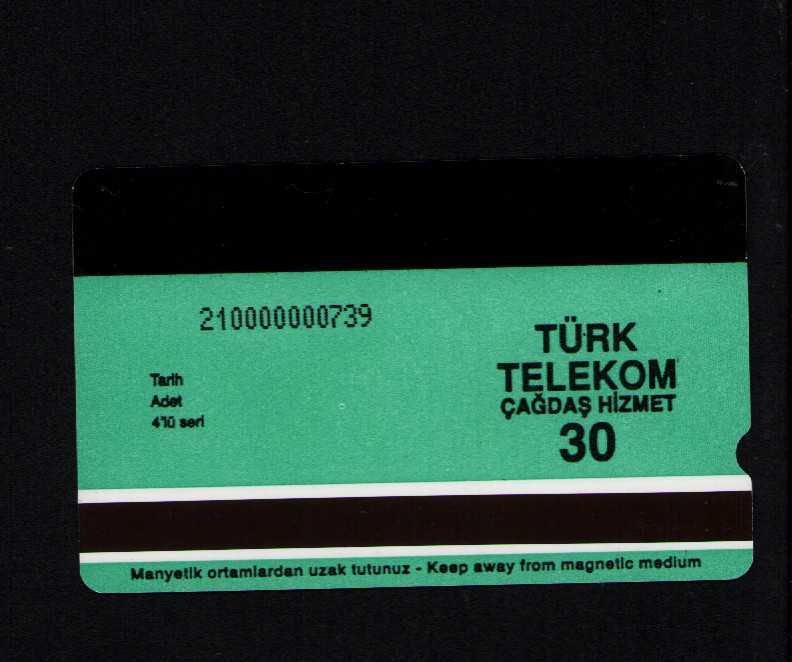 210000000739
Tarih
Adet
4'lü seri
TÜRK
TELEKOM
ÇAĞDAŞ HİZMET
30
Manyetik ortamlardan uzak tutunuz - Keep away from magnetic medium